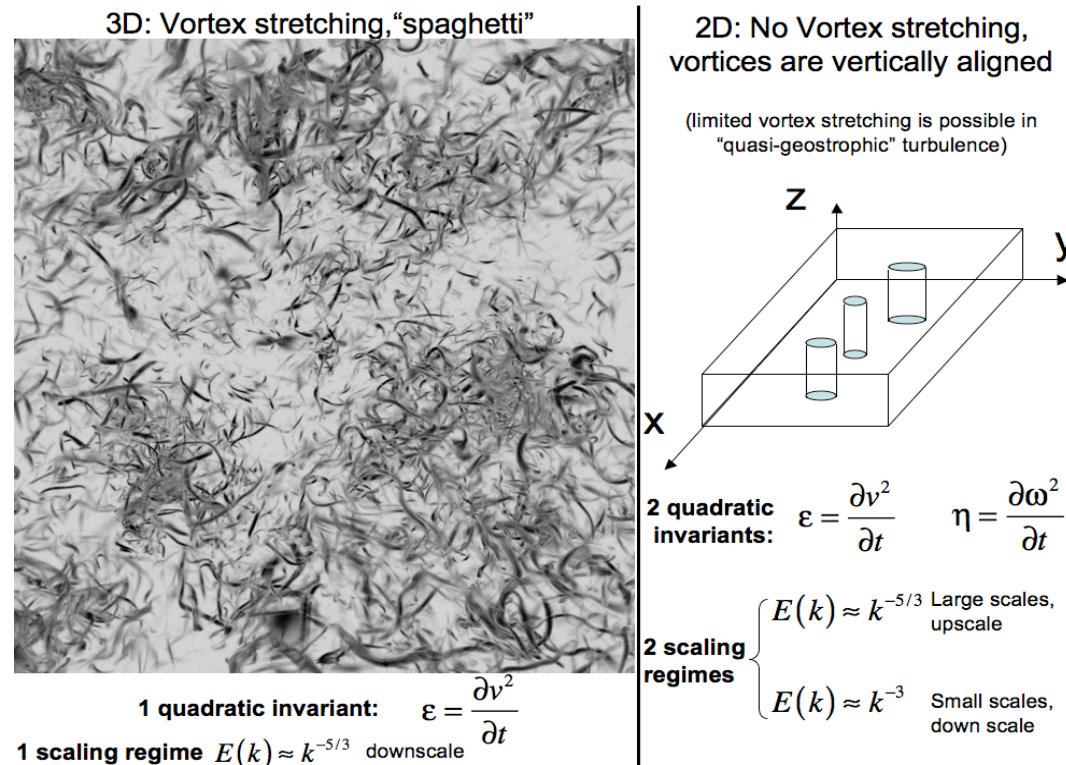 3D: Vortex stretching,“spaghetti”
1 quadratic invariant: ε = ∂v²/∂t
1 scaling regime E(k) ≈ k^{-5/3} downscale
2D: No Vortex stretching,
vortices are vertically aligned
(limited vortex stretching is possible in
“quasi-geostrophic” turbulence)
z
y
x
2 quadratic
invariants: ε = ∂v²/∂t η = ∂ω²/∂t
2 scaling
regimes
E(k) ≈ k^{-5/3} Large scales,
upscale
E(k) ≈ k^{-3} Small scales,
down scale